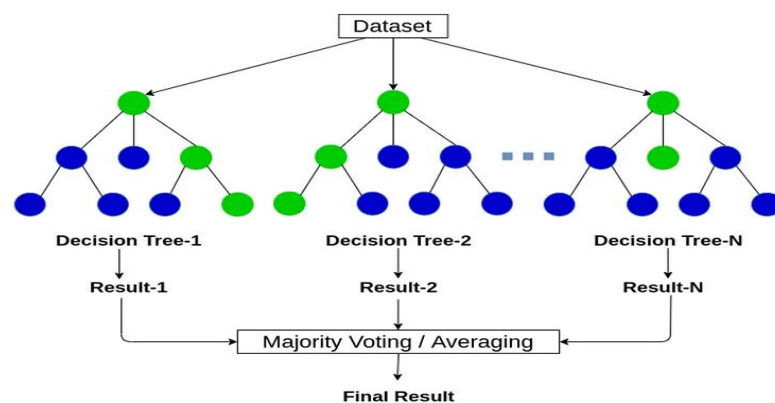 Dataset
Decision Tree-1
Decision Tree-2
Decision Tree-N
Result-1
Result-2
Result-N
Majority Voting / Averaging
Final Result